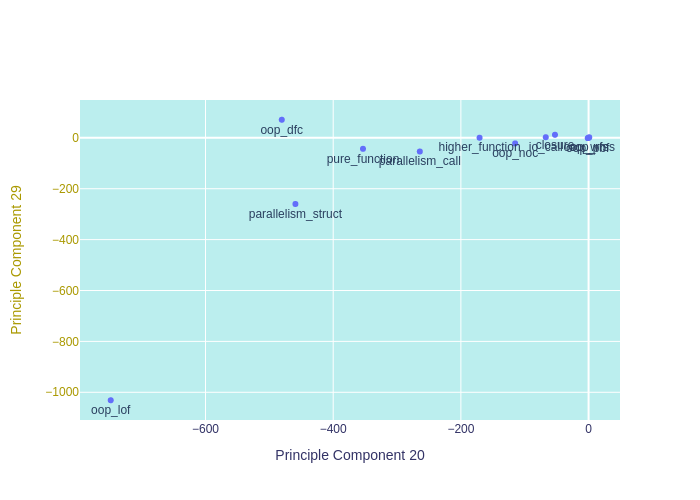 0
−200
−400
−600
−800
−1000
Principle Component 29
oop_dfc
pure_function
parallelism_call
parallelism_struct
higher_function
oop_noc
closure
oop_lof
−600
−400
−200
0
Principle Component 20